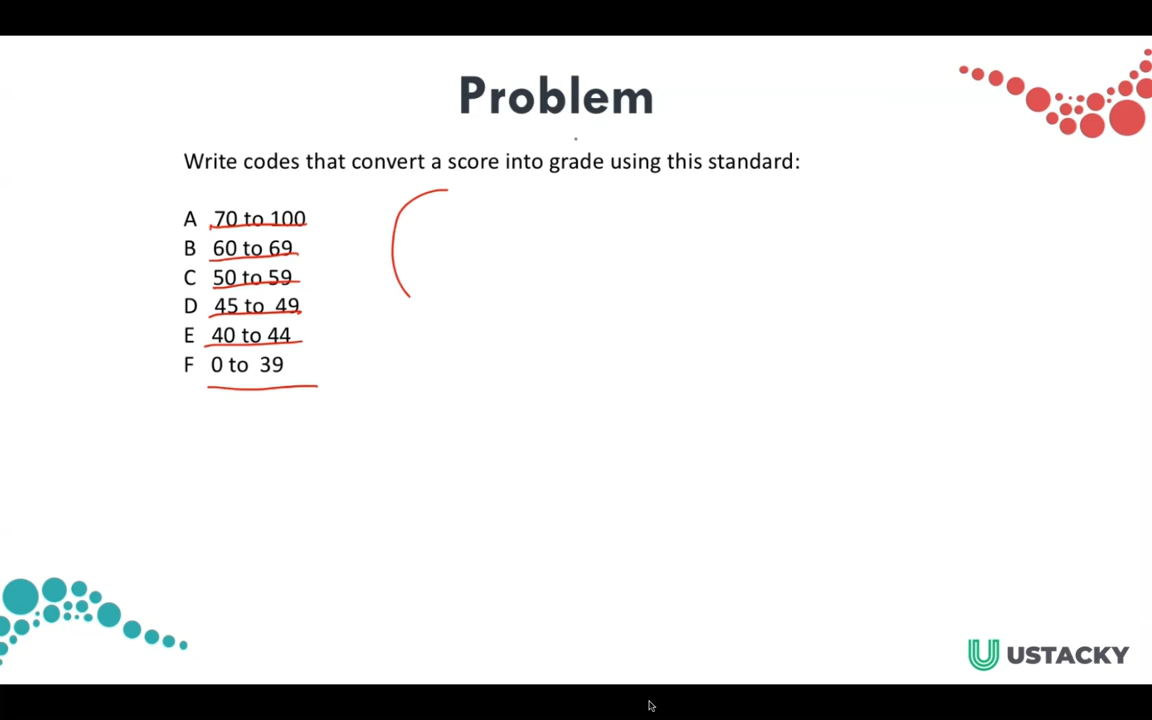 Problem
Write codes that convert a score into grade using this standard:
A 70 to 100
B 60 to 69
C 50 to 59
D 45 to 49
E 40 to 44
F 0 to 39
USTACKY